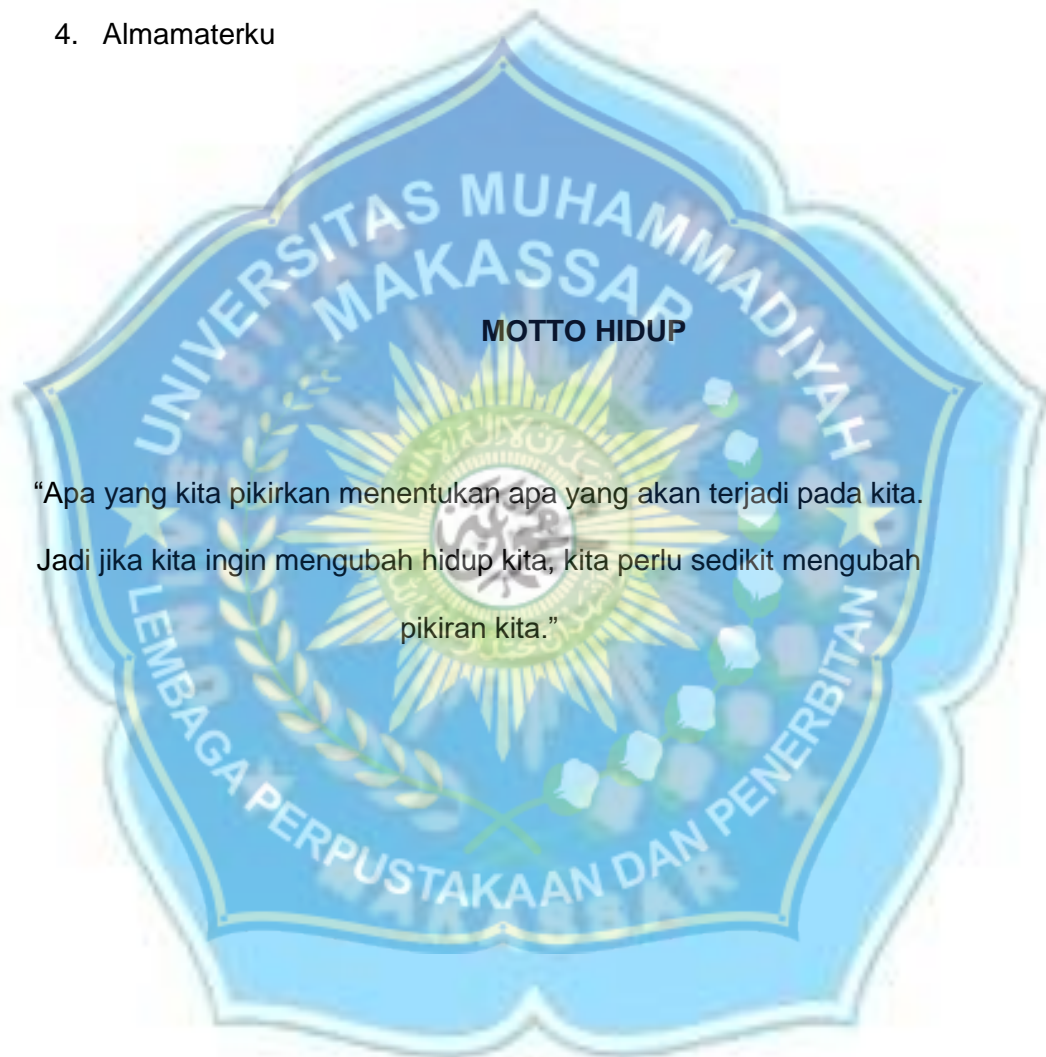 4. Almamaterku
UNIVERSITAS MUHAMMADIYAH
MAKASSAR
MOTTO HIDUP
“Apa yang kita pikirkan menentukan apa yang akan terjadi pada kita.
Jadi jika kita ingin mengubah hidup kita, kita perlu sedikit mengubah
pikiran kita.”
LEMBAGA PERPUSTAKAAN DAN PENERBITAN